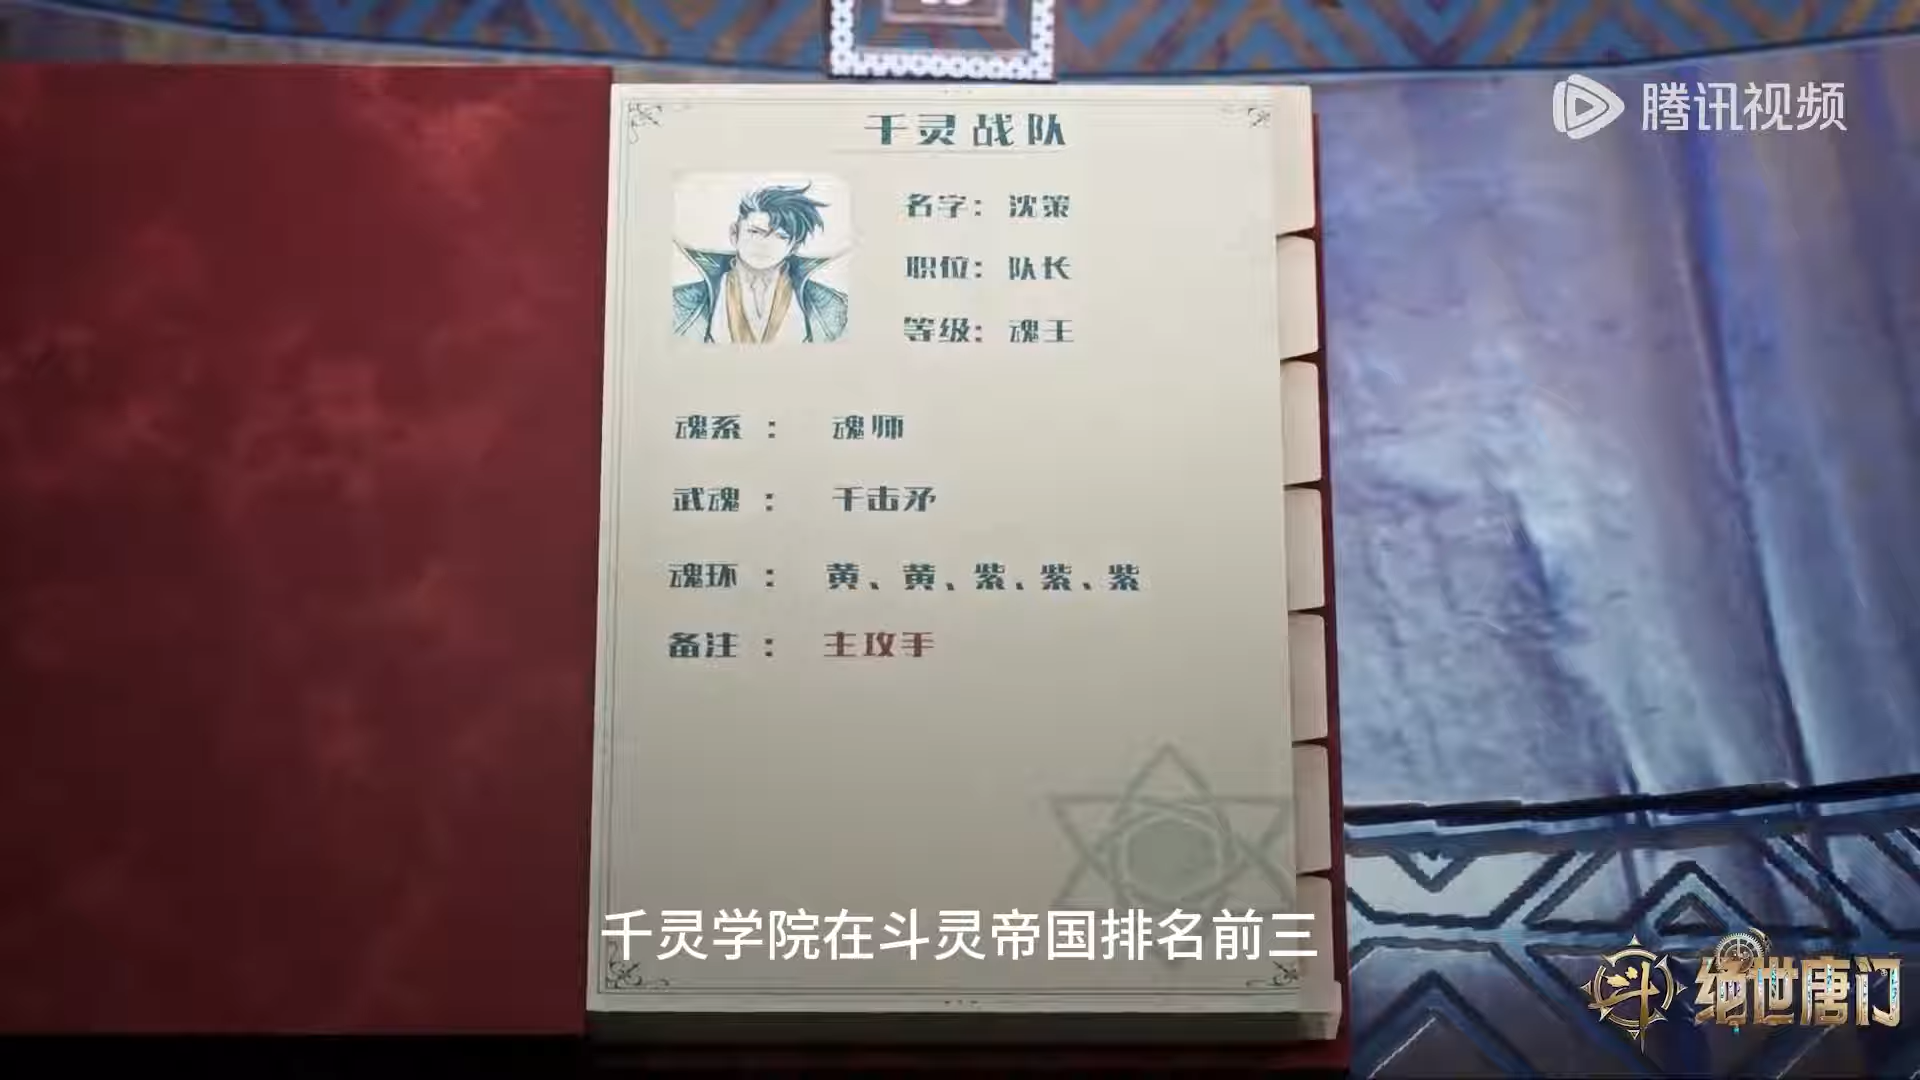 腾讯视频
千灵战队
名字： 沈策
职位： 队长
等级： 魂王
魂系 ： 魂师
武魂 ： 千击矛
魂环 ： 黄、黄、紫、紫、紫
备注 ： 主攻手
千灵学院在斗灵帝国排名前三
斗
绝世唐门